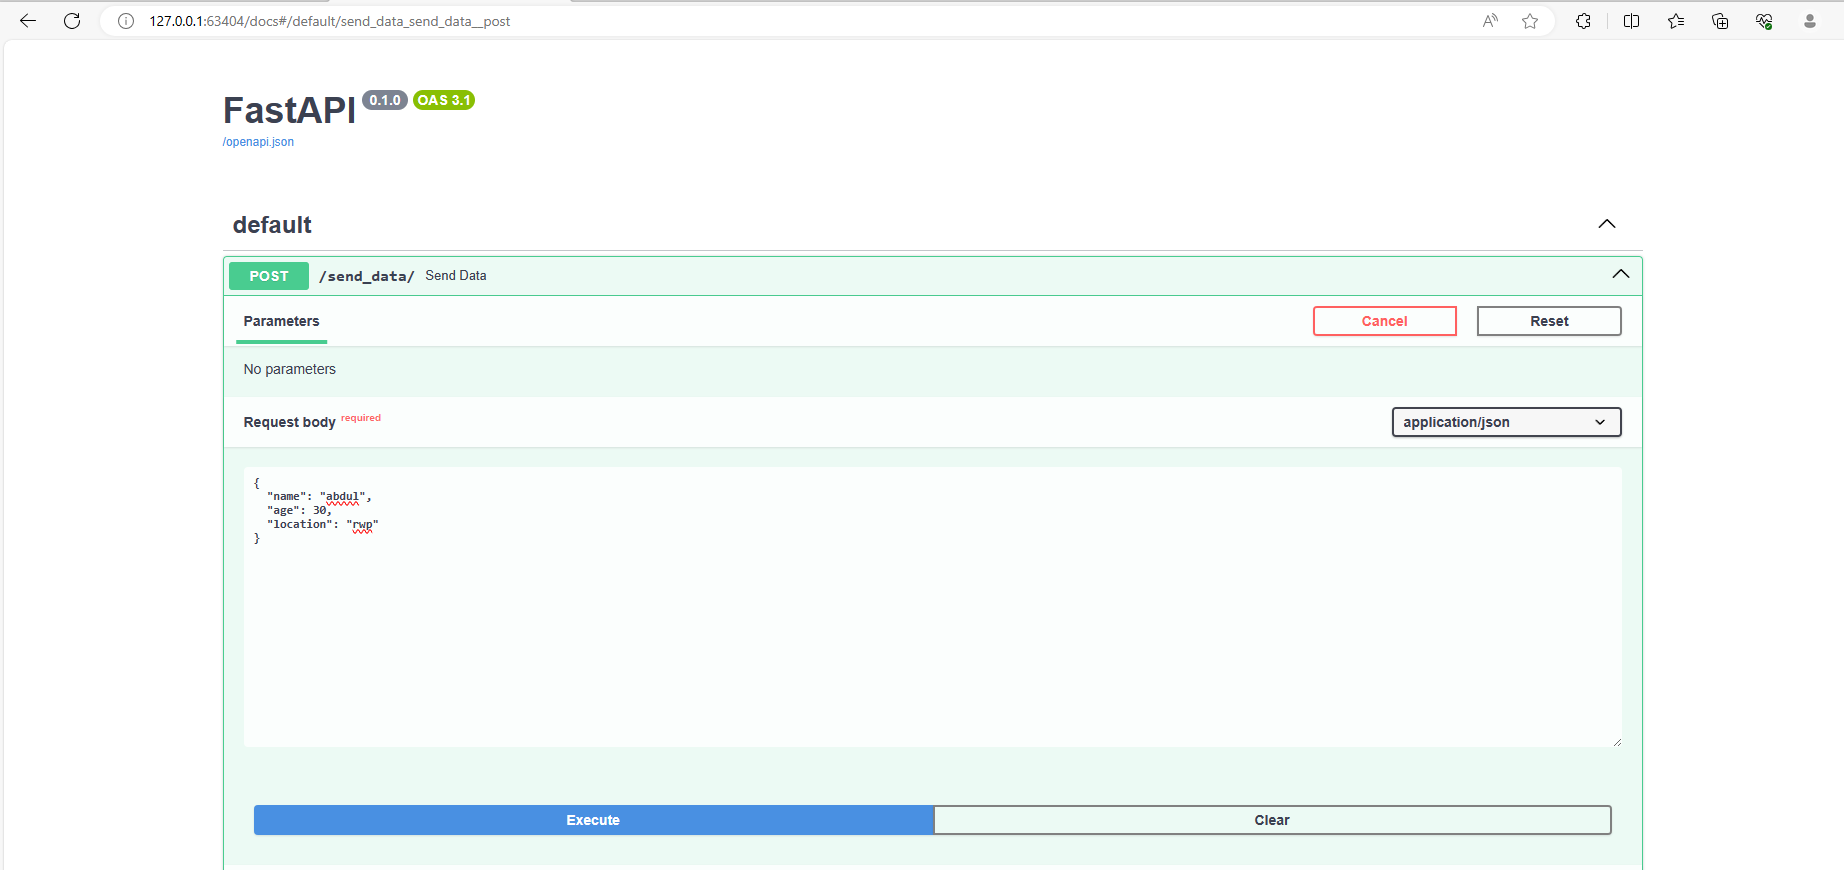 127.0.0.1:63404/docs#/default/send_data_send_data__post
FastAPI 0.1.0 OAS 3.1
/openapi.json
default
POST /send_data/ Send Data
Parameters Cancel Reset
No parameters
Request body required application/json
{
"name": "abdul",
"age": 30,
"location": "rwp"
}
Execute Clear